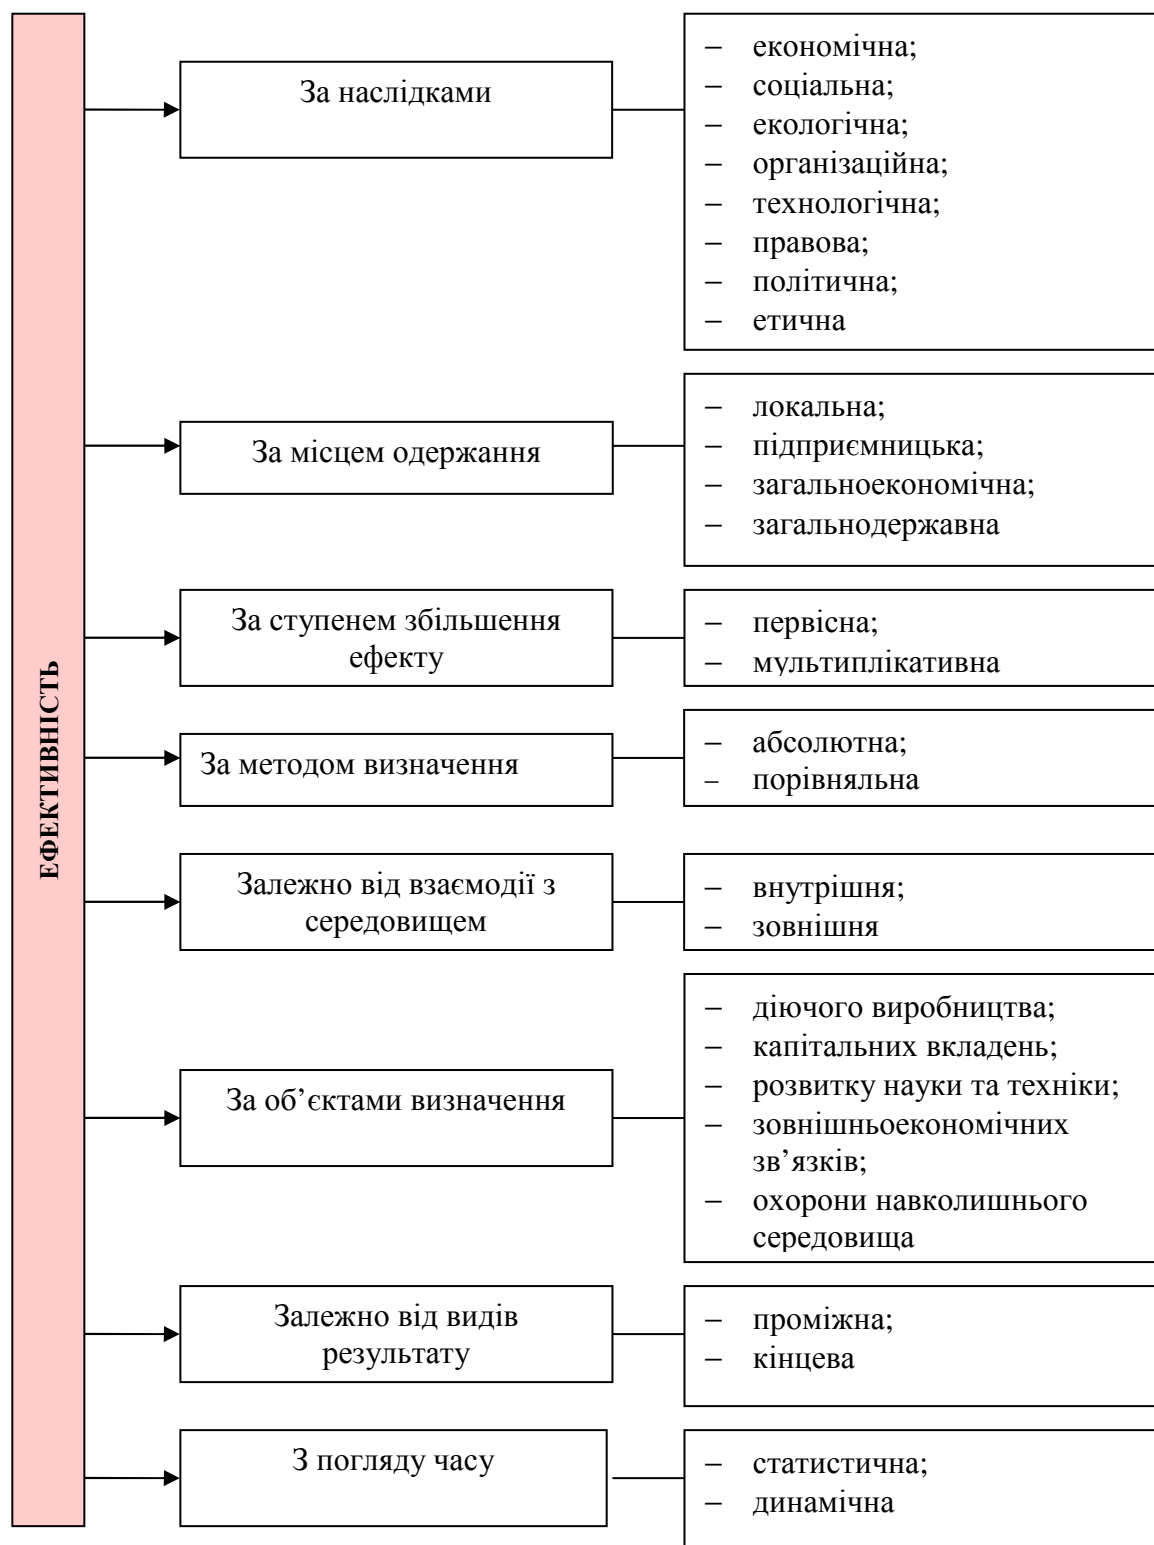 ЕФЕКТИВНІСТЬ
За наслідками
– економічна;
– соціальна;
– екологічна;
– організаційна;
– технологічна;
– правова;
– політична;
– етична
За місцем одержання
– локальна;
– підприємницька;
– загальноекономічна;
– загальнодержавна
За ступенем збільшення
ефекту
– первісна;
– мультиплікативна
За методом визначення
– абсолютна;
– порівняльна
Залежно від взаємодії з
середовищем
– внутрішня;
– зовнішня
За об’єктами визначення
– діючого виробництва;
– капітальних вкладень;
– розвитку науки та техніки;
– зовнішньоекономічних
зв’язків;
– охорони навколишнього
середовища
Залежно від видів
результату
– проміжна;
– кінцева
З погляду часу
– статистична;
– динамічна